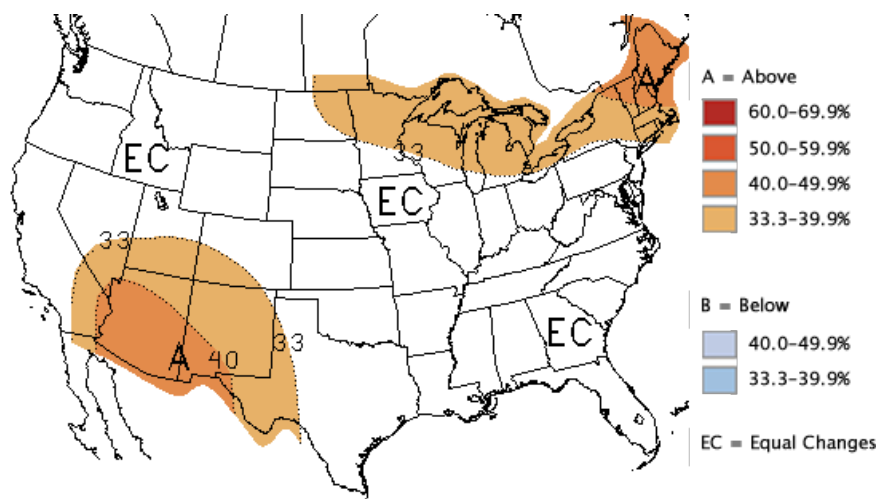 A
33
EC
EC
33
33
A
40
EC
A = Above
60.0-69.9%
50.0-59.9%
40.0-49.9%
33.3-39.9%
B = Below
40.0-49.9%
33.3-39.9%
EC = Equal Changes